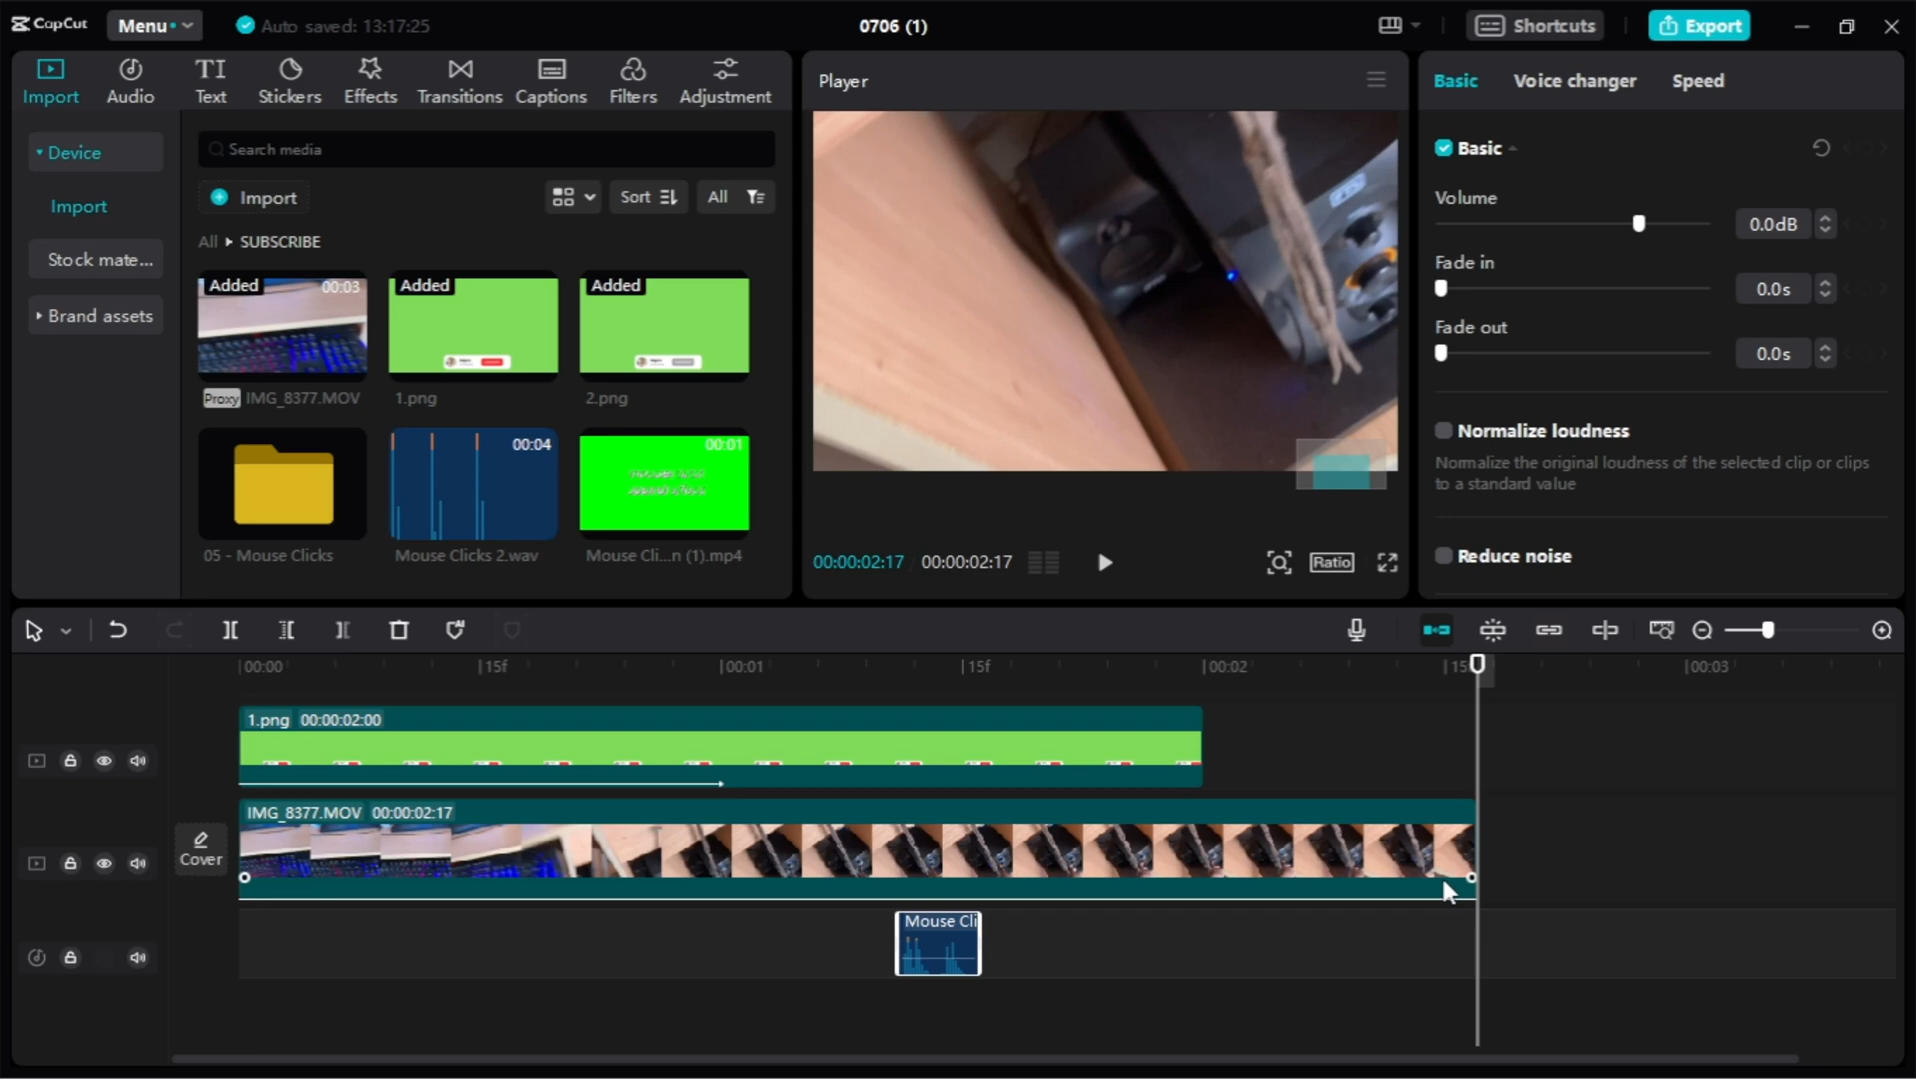 CapCut
Menu
Auto saved: 13:17:25
0706 (1)
Shortcuts
Export
Import
Audio
TI
Text
Stickers
Effects
Transitions
Captions
Filters
Adjustment
Player
Basic
Voice changer
Speed
Device
Import
Stock mate...
Brand assets
Search media
Import
Sort
All
All
SUBSCRIBE
Added
00:03
Added
Added
Proxy
IMG_8377.MOV
1.png
2.png
00:04
00:01
05 - Mouse Clicks
Mouse Clicks 2.wav
Mouse Cli...n (1).mp4
00:00:02:17
00:00:02:17
Ratio
Basic
Volume
0.0dB
Fade in
0.0s
Fade out
0.0s
Normalize loudness
Normalize the original loudness of the selected clip or clips
to a standard value
Reduce noise
00:00
15f
00:01
15f
00:02
15
00:03
1.png 00:00:02:00
Cover
IMG_8377.MOV 00:00:02:17
Mouse Cli